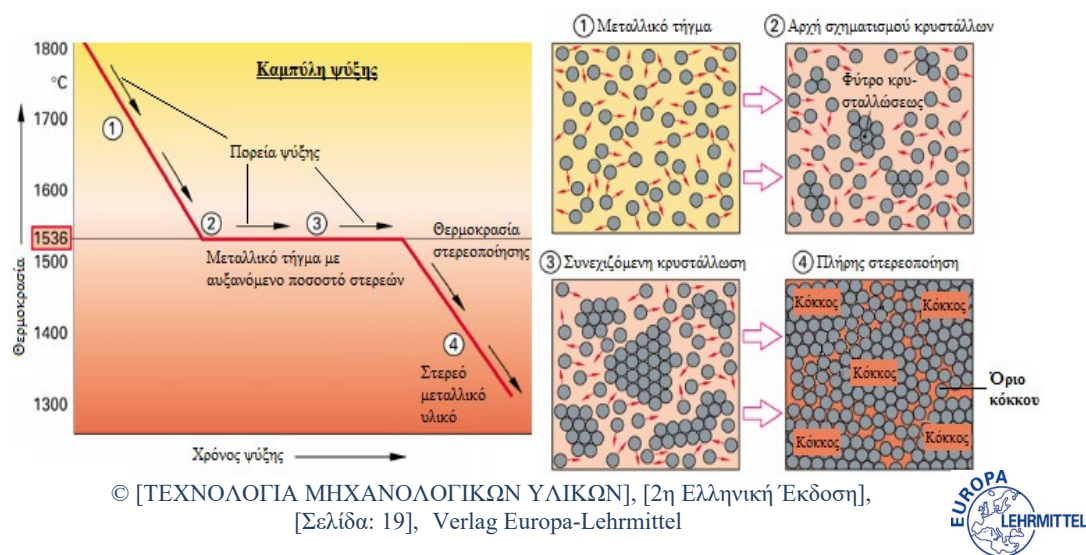 Καμπύλη ψύξης
1800
°C
1700
1600
1536
1500
1400
1300
Θερμοκρασία
①
Πορεία ψύξης
②
③
Θερμοκρασία
στερεοποίησης
Μεταλλικό τήγμα με
αυξανόμενο ποσοστό στερεών
④
Στερεό
μεταλλικό
υλικό
Χρόνος ψύξης
① Μεταλλικό τήγμα
② Αρχή σχηματισμού κρυστάλλων
Φύτρο κρυ-
σταλλώσεως
③ Συνεχιζόμενη κρυστάλλωση
④ Πλήρης στερεοποίηση
Κόκκος
Κόκκος
Κόκκος
Κόκκος
Κόκκος
Όριο
κόκκου
© [ΤΕΧΝΟΛΟΓΙΑ ΜΗΧΑΝΟΛΟΓΙΚΩΝ ΥΛΙΚΩΝ], [2η Ελληνική Έκδοση],
[Σελίδα: 19], Verlag Europa-Lehrmittel
EUROPA
LEHRMITTEL